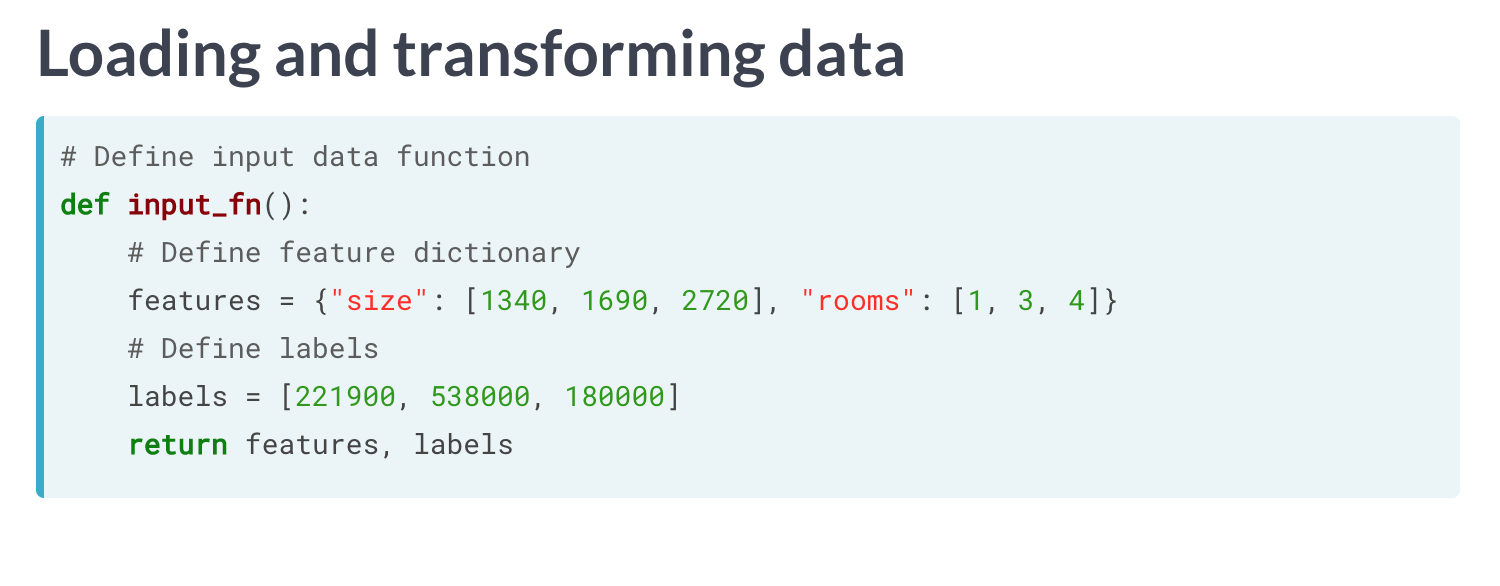 Loading and transforming data
# Define input data function
def input_fn():
    # Define feature dictionary
    features = {"size": [1340, 1690, 2720], "rooms": [1, 3, 4]}
    # Define labels
    labels = [221900, 538000, 180000]
    return features, labels